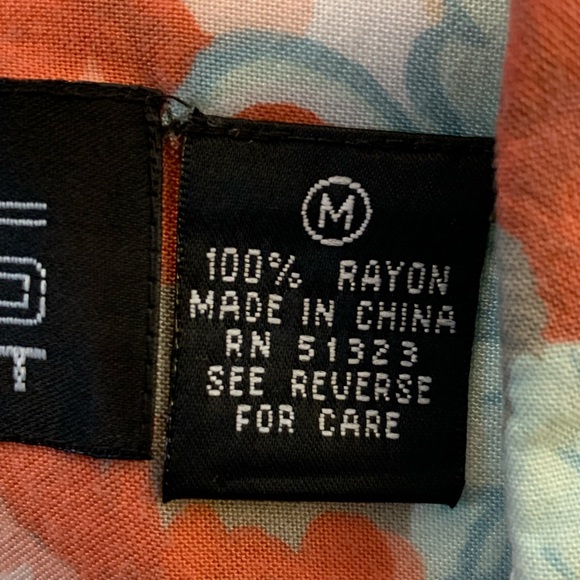 M
100% RAYON
MADE IN CHINA
RN 51323
SEE REVERSE
FOR CARE